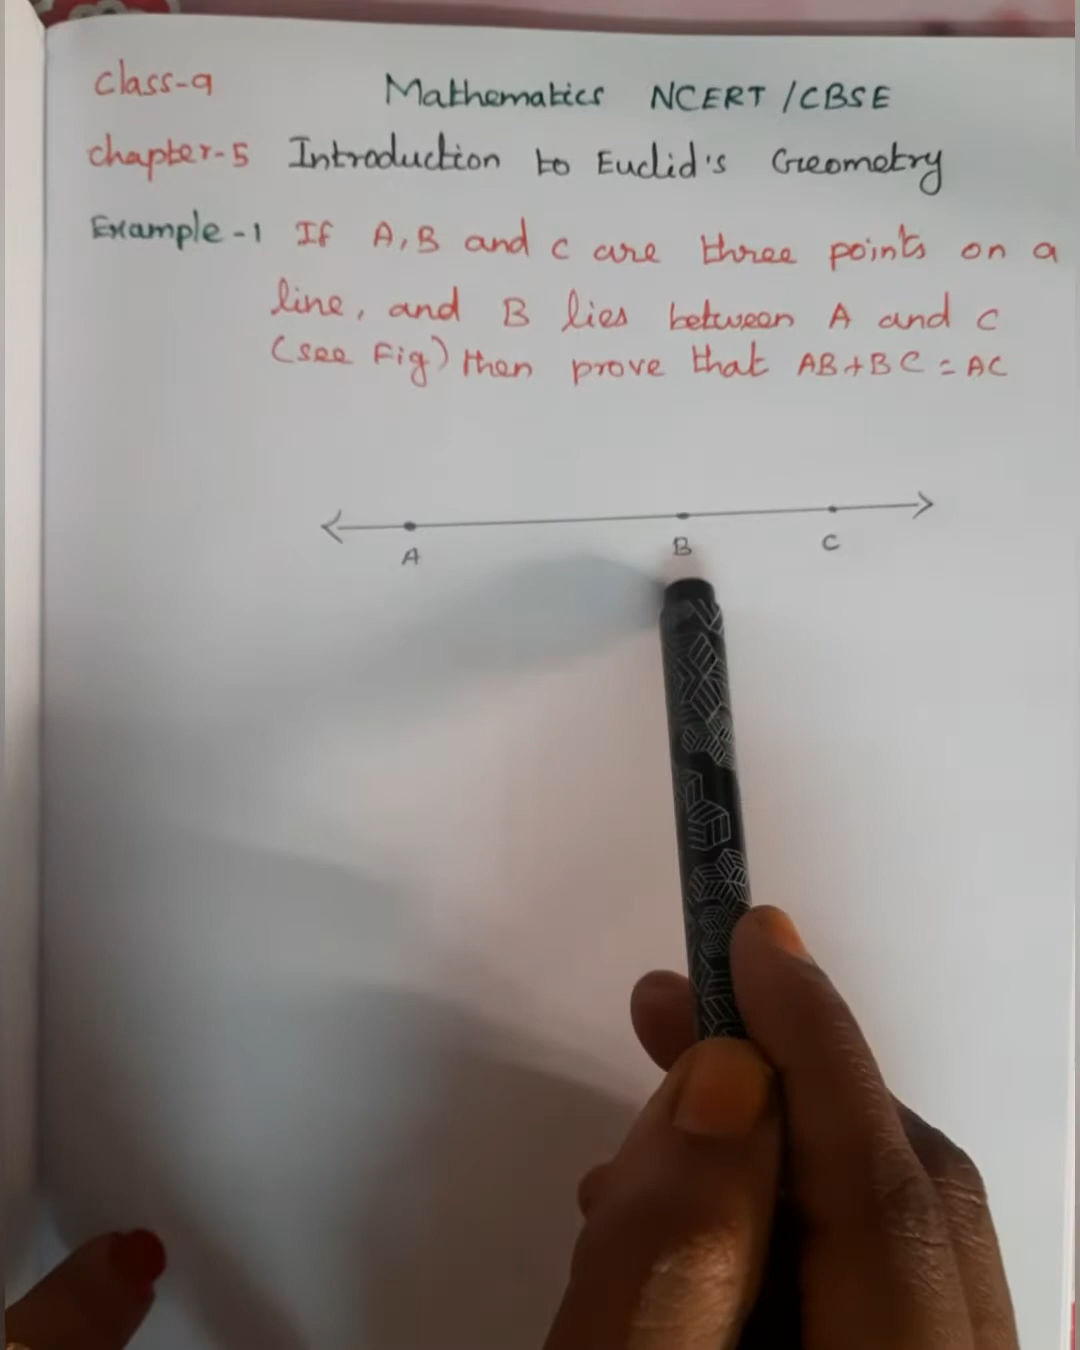 Class-9 Mathematics NCERT/CBSE
Chapter-5 Introduction to Euclid's Geometry
Example-1 If A, B and C are three points on a
line, and B lies between A and C
(see Fig) then prove that AB+BC=AC
A B C